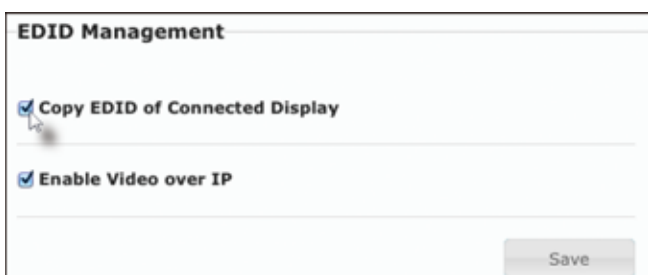 EDID Management
Copy EDID of Connected Display
Enable Video over IP
Save